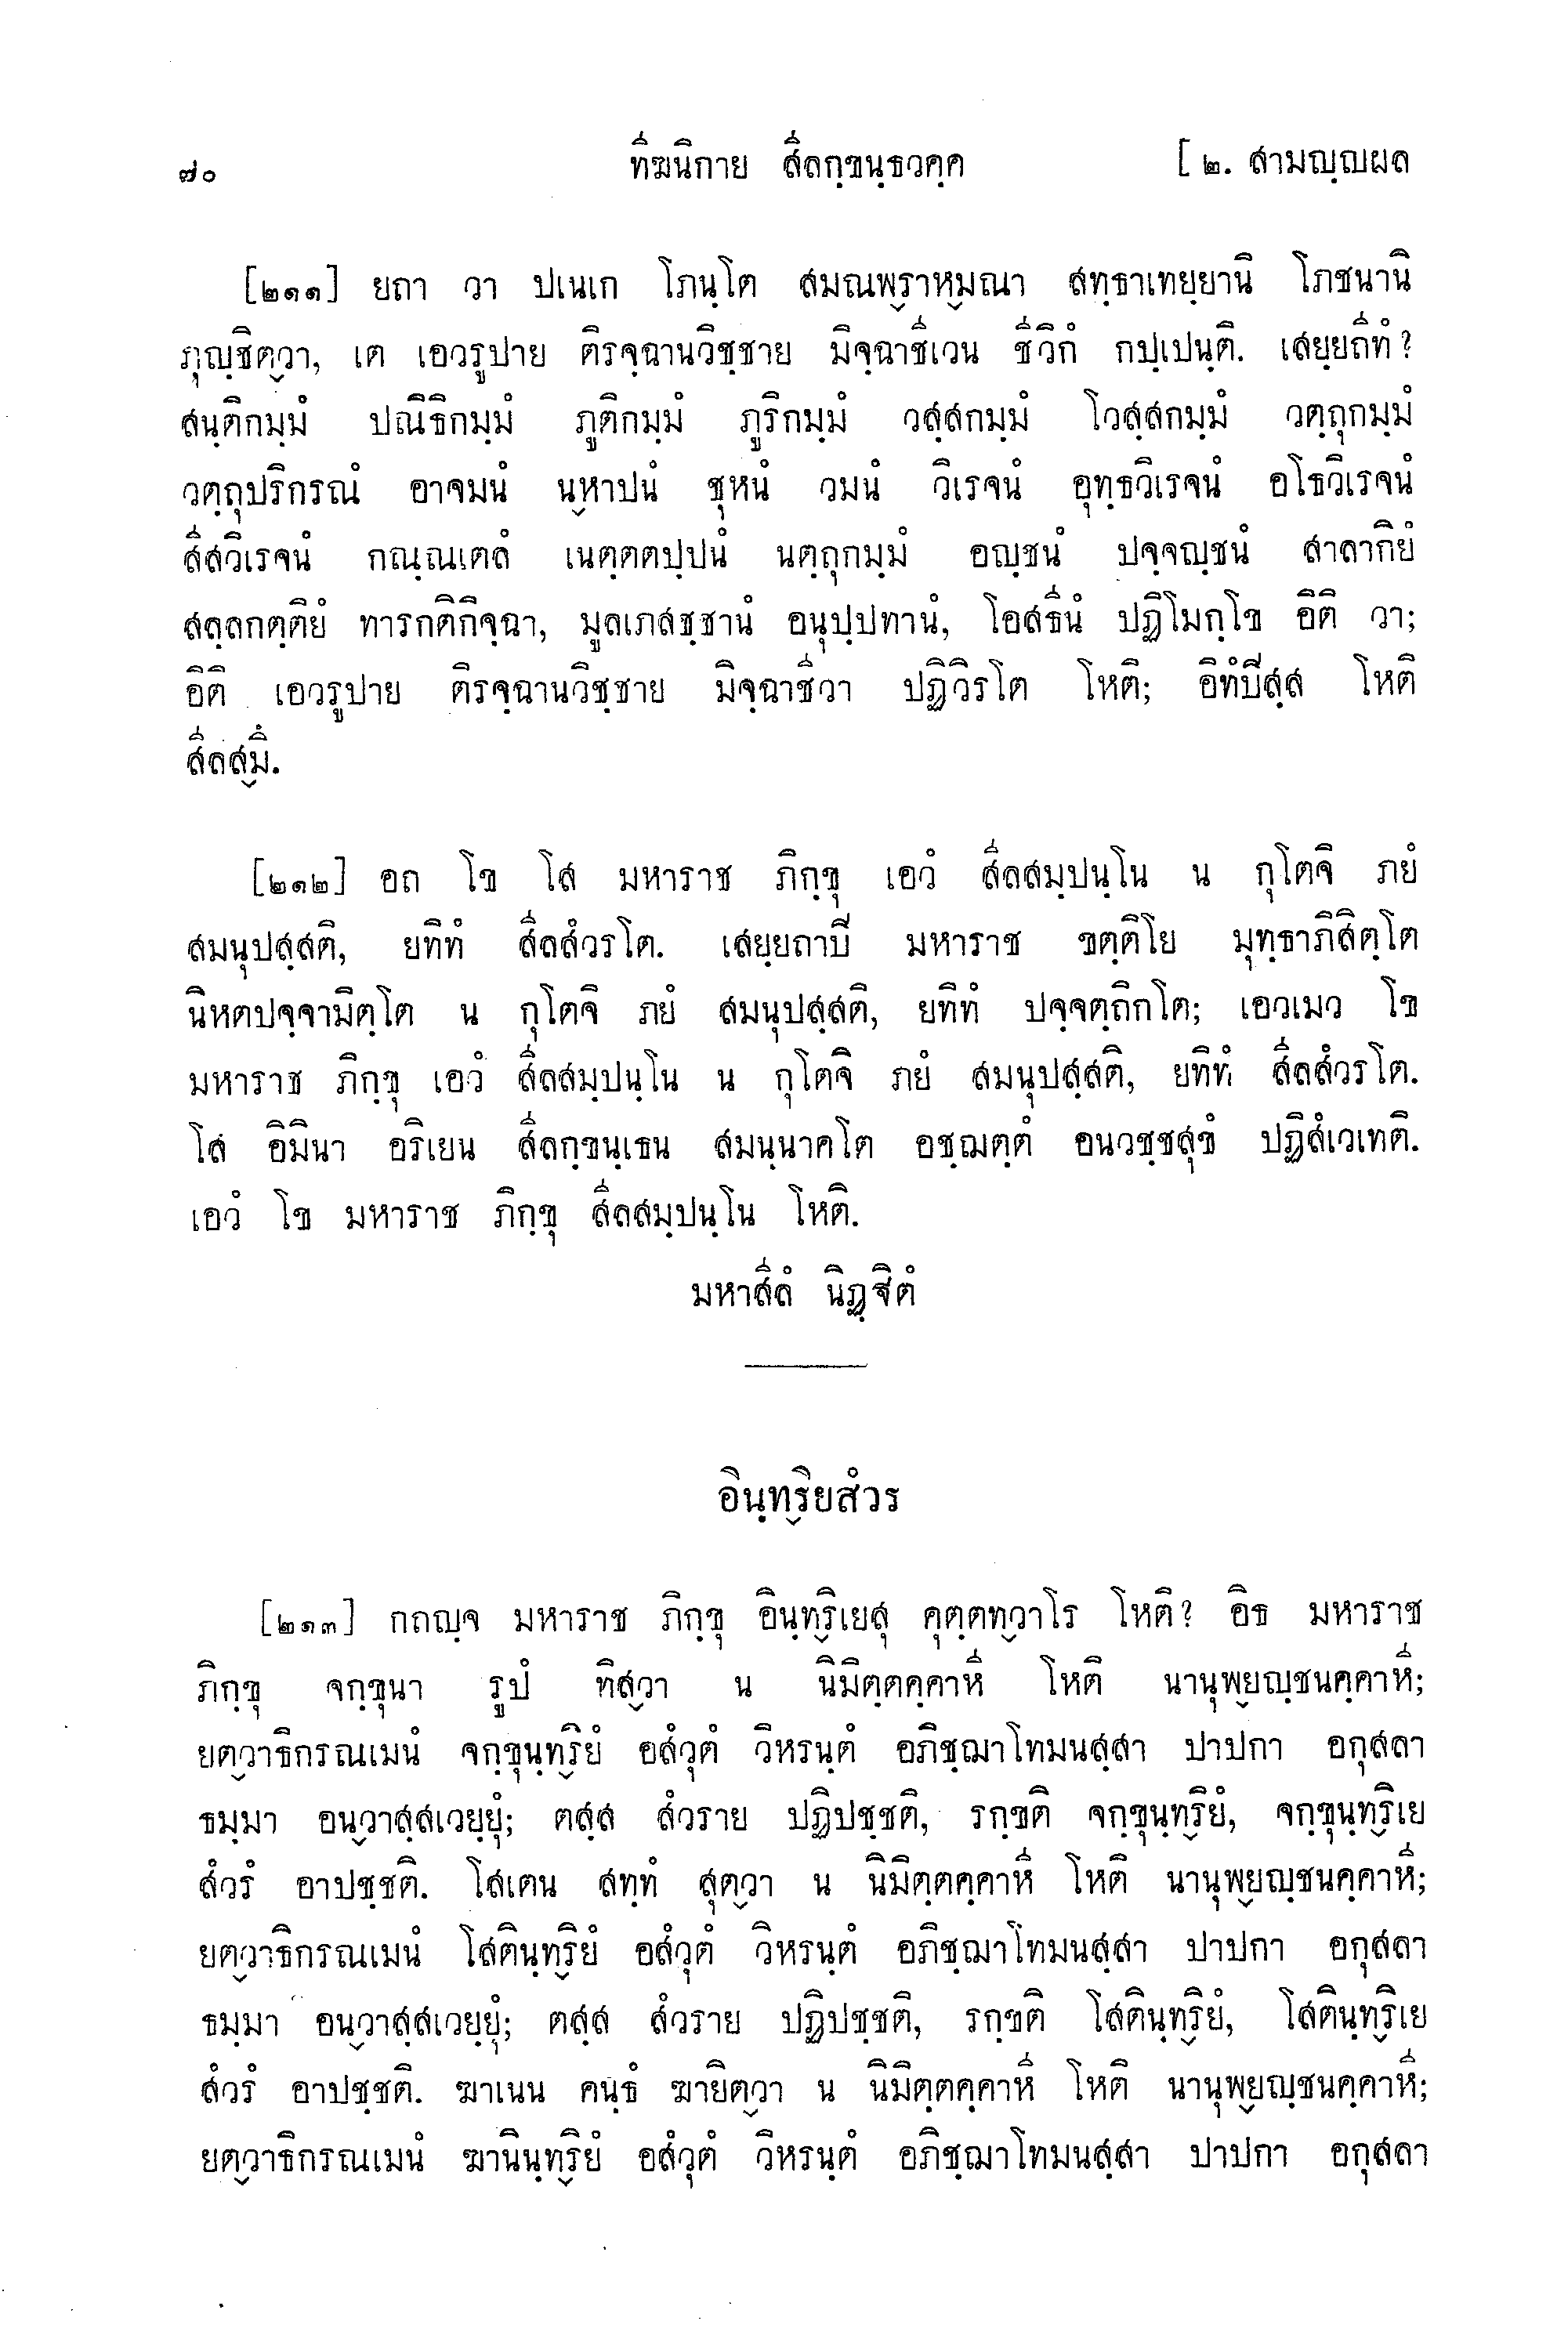 ๗๐ ทีฆนิกาย สีลกฺขนฺธวคฺค [ ๒. สามญฺญผล
[๒๑๑] ยถา วา ปเนเก โภนฺโต สมณพฺราหฺมณา สทฺธาเทยฺยานิ โภชนานิ
ภุญฺชิตฺวา, เต เอวรูปาย ติรจฺฉานวิชฺชาย มิจฺฉาชีเวน ชีวิกํ กปฺเปนฺติ. เสยฺยถีทํ?
สนฺติกมฺมํ ปณิธิกมฺมํ ภูติกมฺมํ ภูริกมฺมํ วสฺสกมฺมํ โวสฺสกมฺมํ วตฺถุกมฺมํ
วตฺถุปริกรณํ อาจมนํ นฺหาปนํ ชุหนํ วมนํ วิเรจนํ อุทฺธวิเรจนํ อโธวิเรจนํ
สีสวิเรจนํ กณฺณเตลํ เนตฺตตปฺปนํ นตฺถุกมฺมํ อญฺชนํ ปจฺจญฺชนํ สาลากิยํ
สลฺลกตฺติยํ ทารกติกิจฺฉา, มูลเภสชฺชานํ อนุปฺปทานํ, โอสธีนํ ปฏิโมกฺโข อิติ วา;
อิติ เอวรูปาย ติรจฺฉานวิชฺชาย มิจฺฉาชีวา ปฏิวิรโต โหติ; อิทํปิสฺส โหติ
สีลสฺมึ.
[๒๑๒] อถ โข โส มหาราช ภิกฺขุ เอวํ สีลสมฺปนฺโน น กุโตจิ ภยํ
สมนุปสฺสติ, ยทิทํ สีลสํวรโต. เสยฺยถาปิ มหาราช ขตฺติโย มุทฺธาภิสิตฺโต
นิหตปจฺจามิตฺโต น กุโตจิ ภยํ สมนุปสฺสติ, ยทิทํ ปจฺจตฺถิกโต; เอวเมว โข
มหาราช ภิกฺขุ เอวํ สีลสมฺปนฺโน น กุโตจิ ภยํ สมนุปสฺสติ, ยทิทํ สีลสํวรโต.
โส อิมินา อริเยน สีลกฺขนฺเธน สมนฺนาคโต อชฺฌตฺตํ อนวชฺชสุขํ ปฏิสํเวเทติ.
เอวํ โข มหาราช ภิกฺขุ สีลสมฺปนฺโน โหติ.
มหาสีลํ นิฏฺฐิตํ
อินฺทฺริยสํวร
[๒๑๓] กถญฺจ มหาราช ภิกฺขุ อินฺทฺริเยสุ คุตฺตทฺวาโร โหติ? อิธ มหาราช
ภิกฺขุ จกฺขุนา รูปํ ทิสฺวา น นิมิตฺตคฺคาหี โหติ นานุพฺยญฺชนคฺคาหี;
ยตฺวาธิกรณเมนํ จกฺขุนฺทฺริยํ อสํวุตํ วิหรนฺตํ อภิชฺฌาโทมนสฺสา ปาปกา อกุสลา
ธมฺมา อนฺวาสฺสเวยฺยุํ; ตสฺส สํวราย ปฏิปชฺชติ, รกฺขติ จกฺขุนฺทฺริยํ, จกฺขุนฺทฺริเย
สํวรํ อาปชฺชติ. โสเตน สทฺทํ สุตฺวา น นิมิตฺตคฺคาหี โหติ นานุพฺยญฺชนคฺคาหี;
ยตฺวาธิกรณเมนํ โสตินฺทฺริยํ อสํวุตํ วิหรนฺตํ อภิชฺฌาโทมนสฺสา ปาปกา อกุสลา
ธมฺมา อนฺวาสฺสเวยฺยุํ; ตสฺส สํวราย ปฏิปชฺชติ, รกฺขติ โสตินฺทฺริยํ, โสตินฺทฺริเย
สํวรํ อาปชฺชติ. ฆาเนน คนฺธํ ฆายิตฺวา น นิมิตฺตคฺคาหี โหติ นานุพฺยญฺชนคฺคาหี;
ยตฺวาธิกรณเมนํ ฆานินฺทฺริยํ อสํวุตํ วิหรนฺตํ อภิชฺฌาโทมนสฺสา ปาปกา อกุสลา